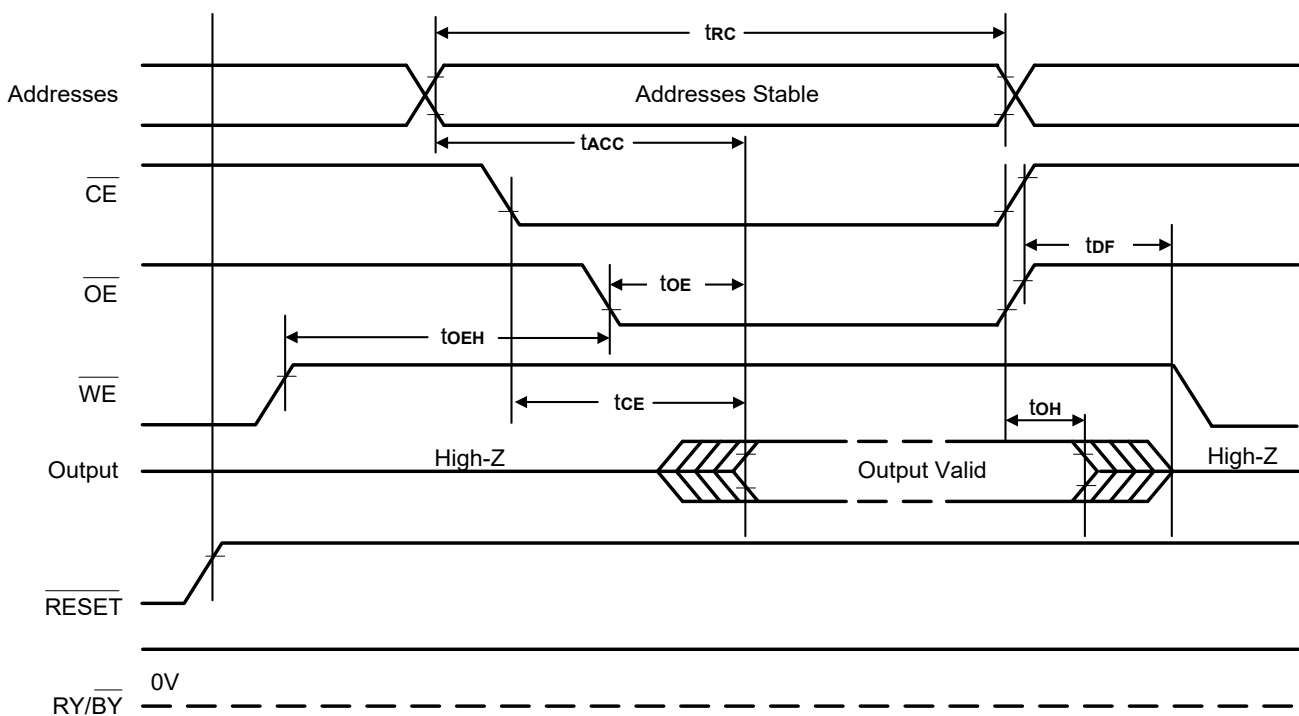 tRC
Addresses
Addresses Stable
tACC
CE
tDF
OE
tOE
tOEH
WE
tCE
tOH
Output
High-Z
Output Valid
High-Z
RESET
0V
RY/BY